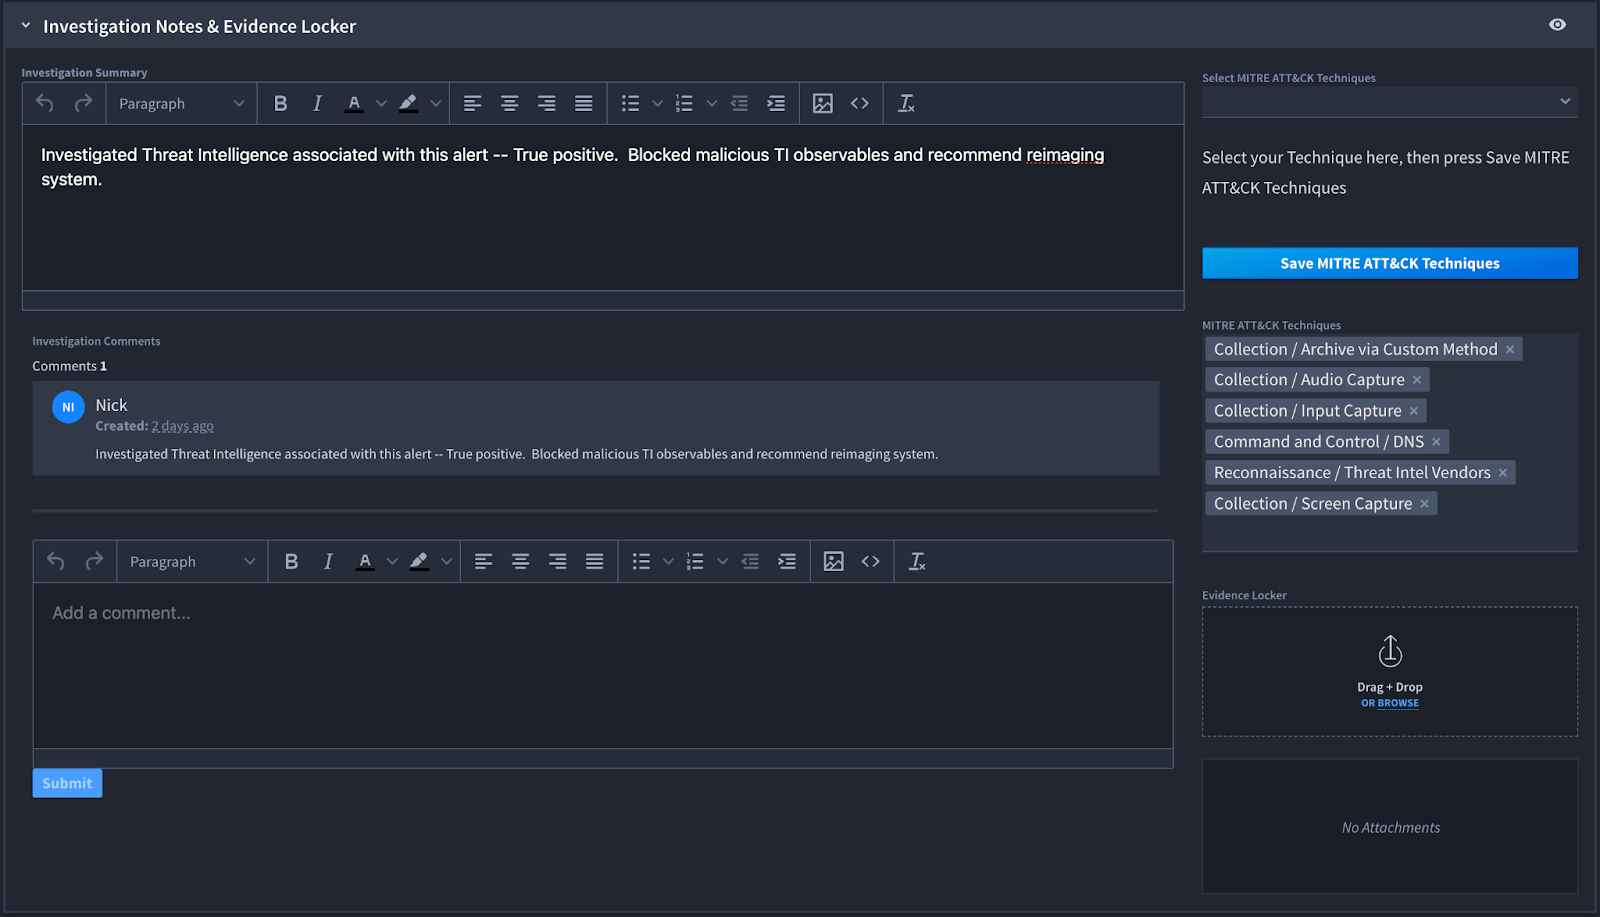 Investigation Notes & Evidence Locker
Investigation Summary
Paragraph
B I A
Investigated Threat Intelligence associated with this alert -- True positive.  Blocked malicious TI observables and recommend reimaging
system.
Investigation Comments
Comments 1
NI
Nick
Created: 2 days ago
Investigated Threat Intelligence associated with this alert -- True positive.  Blocked malicious TI observables and recommend reimaging system.
Paragraph
B I A
Add a comment...
Submit
Select MITRE ATT&CK Techniques
Select your Technique here, then press Save MITRE
ATT&CK Techniques
Save MITRE ATT&CK Techniques
MITRE ATT&CK Techniques
Collection / Archive via Custom Method ×
Collection / Audio Capture ×
Collection / Input Capture ×
Command and Control / DNS ×
Reconnaissance / Threat Intel Vendors ×
Collection / Screen Capture ×
Evidence Locker
Drag + Drop
OR BROWSE
No Attachments